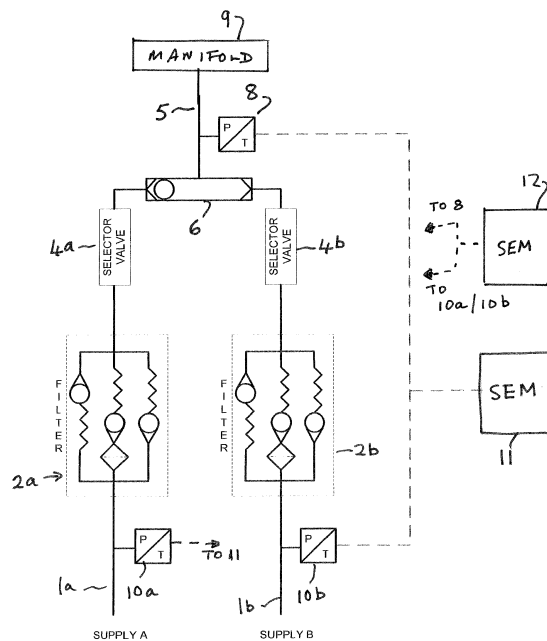 9
MANIFOLD
5
8
P
T
6
4a
SELECTOR
VALVE
SELECTOR
VALVE
4b
TO 8
12
SEM
TO
10a/10b
FILTER
2a
FILTER
2b
SEM
11
P
T
TO 11
10a
1a
P
T
10b
1b
SUPPLY A
SUPPLY B